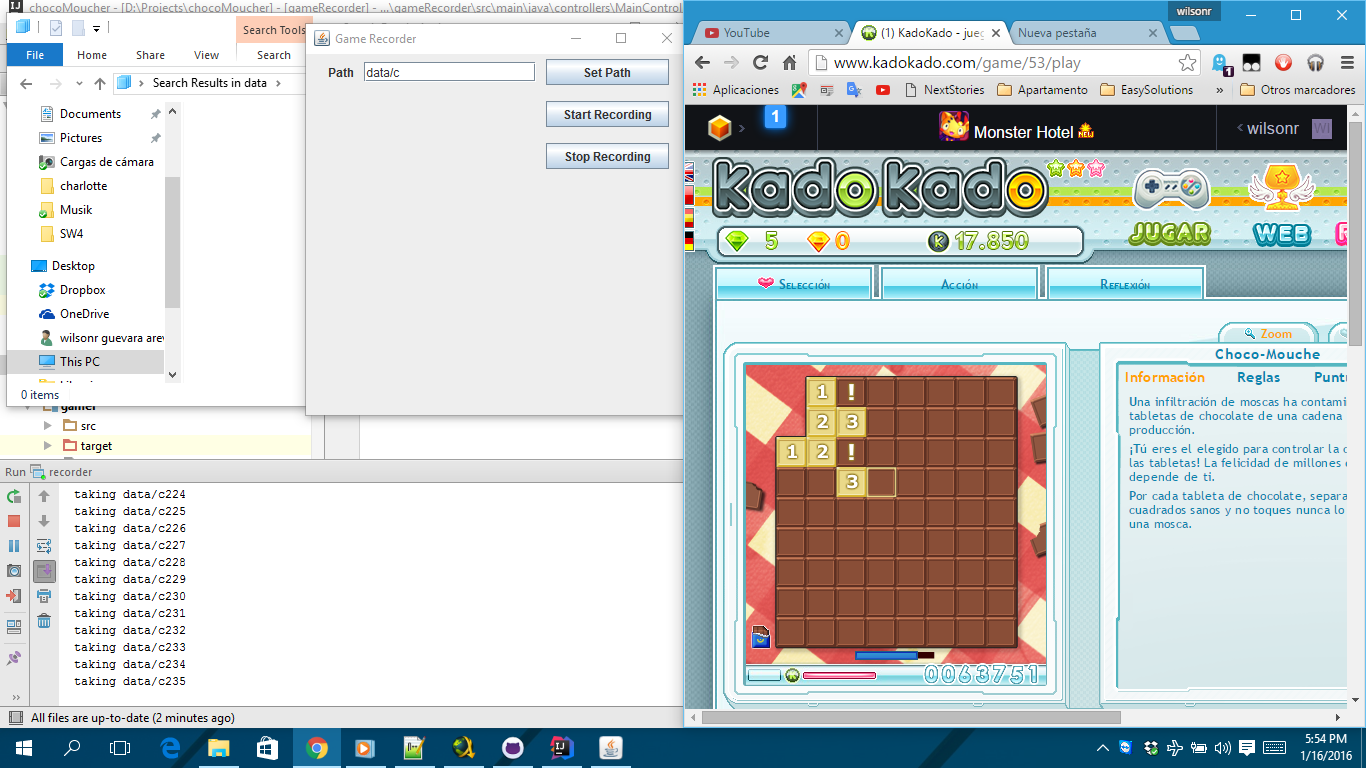 chocoMoucher - [D:\Projects\chocoMoucher] - [gameRecorder] - ...\gameRecorder\src\main\java\controllers\MainControl
Search Tools
File
Home
Share
View
Search
Search Results in data
Documents
Pictures
Cargas de cámara
charlotte
Musik
SW4
Desktop
Dropbox
OneDrive
wilsonr guevara arev
This PC
0 items
gamer
src
target
Game Recorder
Path
data/c
Set Path
Start Recording
Stop Recording
Run
recorder
taking data/c224
taking data/c225
taking data/c226
taking data/c227
taking data/c228
taking data/c229
taking data/c230
taking data/c231
taking data/c232
taking data/c233
taking data/c234
taking data/c235
All files are up-to-date (2 minutes ago)
wilsonr
YouTube
(1) KadoKado - jueg
Nueva pestaña
www.kadokado.com/game/53/play
1
Aplicaciones
NextStories
Apartamento
EasySolutions
»
Otros marcadores
1
Monster Hotel NEW
wilsonr
WI
kadokado
JUGAR
WEB
5
0
K 17.850
Selección
Acción
Reflexión
Zoom
Choco-Mouche
Información
Reglas
Puntu
Una infiltración de moscas ha contami
tabletas de chocolate de una cadena
producción.
¡Tú eres el elegido para controlar la c
las tabletas! La felicidad de millones
depende de ti.
Por cada tableta de chocolate, separa
cuadrados sanos y no toques nunca lo
una mosca.
1 !
2 3
1 2 !
3
0063751
5:54 PM
1/16/2016